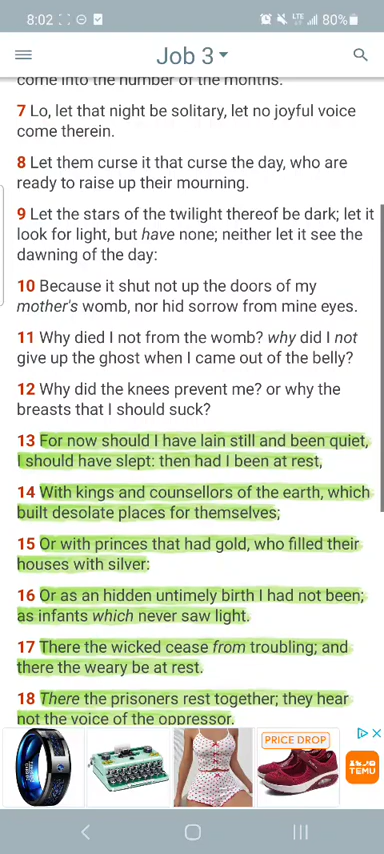 8:02
LTE
80%
Job 3
come into the number of the months.
7 Lo, let that night be solitary, let no joyful voice
come therein.
8 Let them curse it that curse the day, who are
ready to raise up their mourning.
9 Let the stars of the twilight thereof be dark; let it
look for light, but have none; neither let it see the
dawning of the day:
10 Because it shut not up the doors of my
mother's womb, nor hid sorrow from mine eyes.
11 Why died I not from the womb? why did I not
give up the ghost when I came out of the belly?
12 Why did the knees prevent me? or why the
breasts that I should suck?
13 For now should I have lain still and been quiet,
I should have slept: then had I been at rest,
14 With kings and counsellors of the earth, which
built desolate places for themselves;
15 Or with princes that had gold, who filled their
houses with silver:
16 Or as an hidden untimely birth I had not been;
as infants which never saw light.
17 There the wicked cease from troubling; and
there the weary be at rest.
18 There the prisoners rest together; they hear
not the voice of the oppressor.
PRICE DROP
TEMU